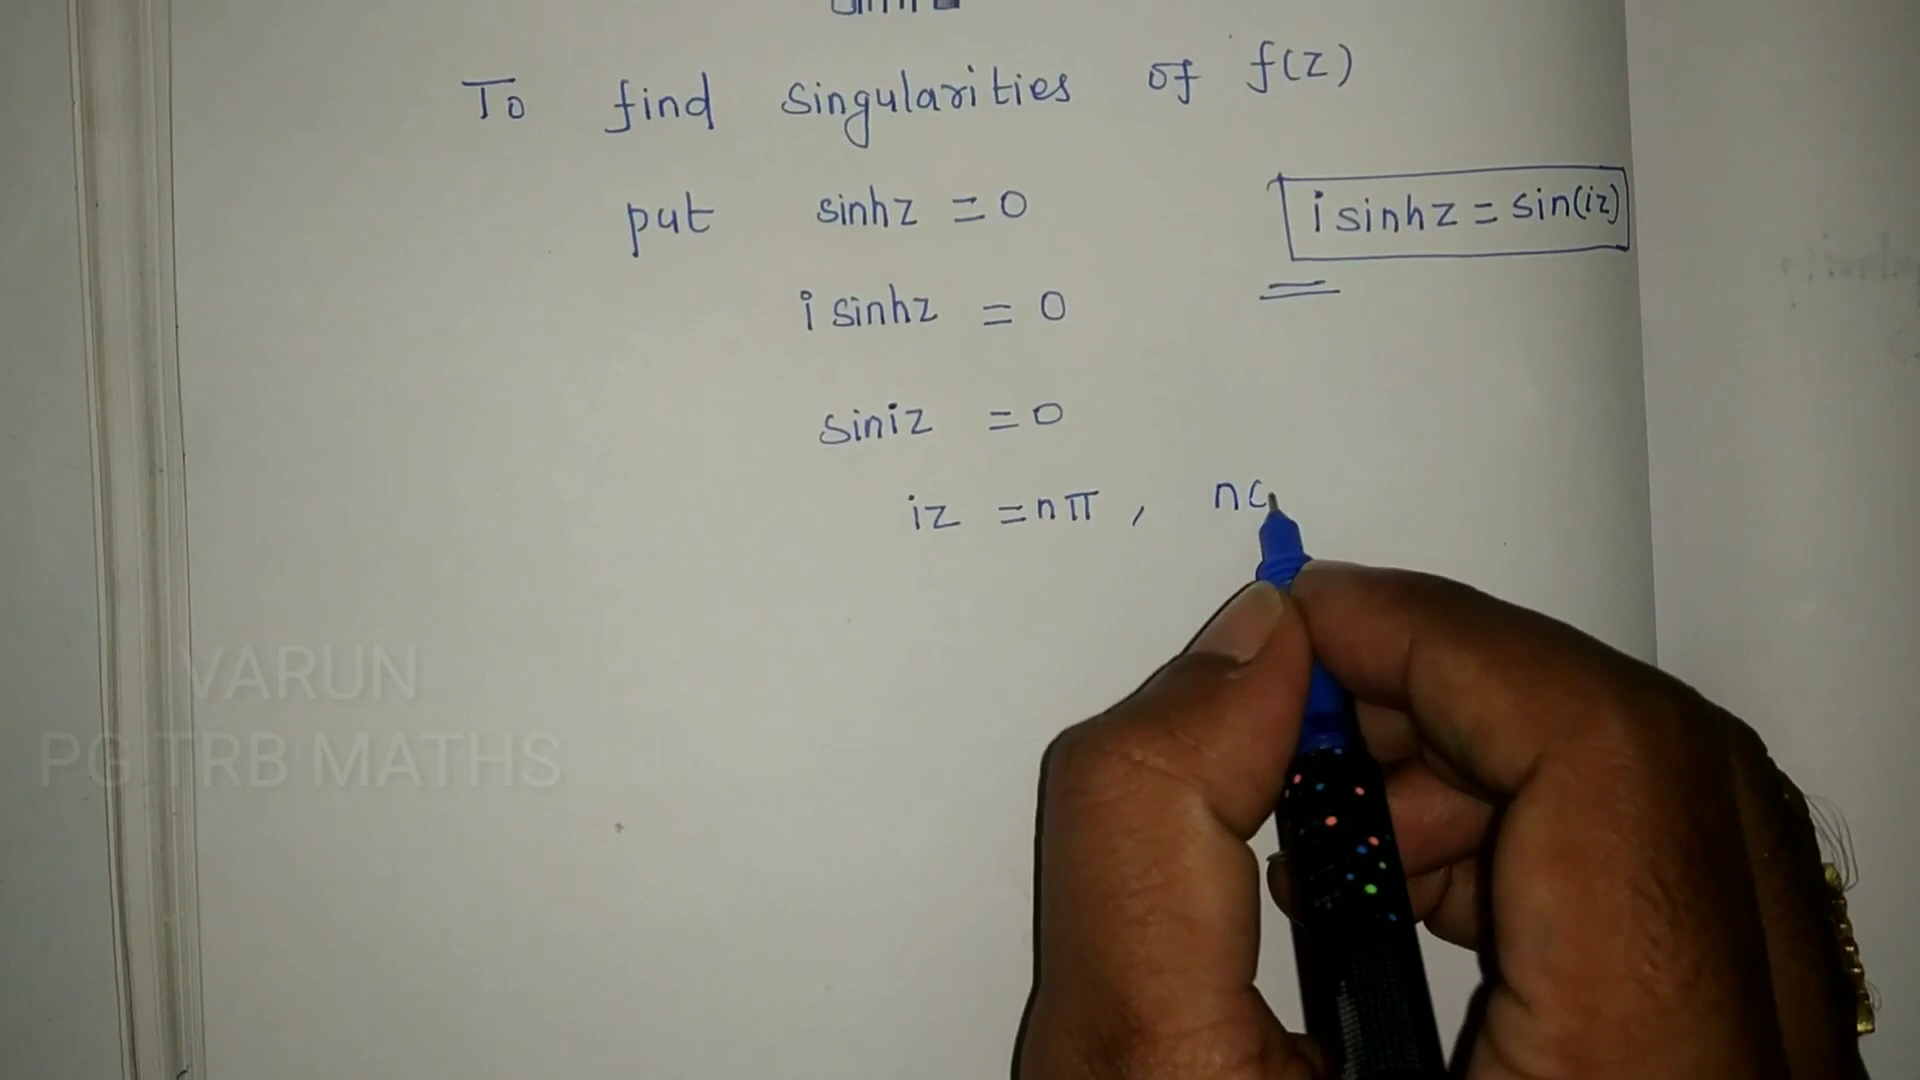 To find singularities of f(z)
put sinhz = 0
i sinhz = sin(iz)
i sinhz = 0
siniz = 0
iz = nπ , n
VARUN
PG TRB MATHS